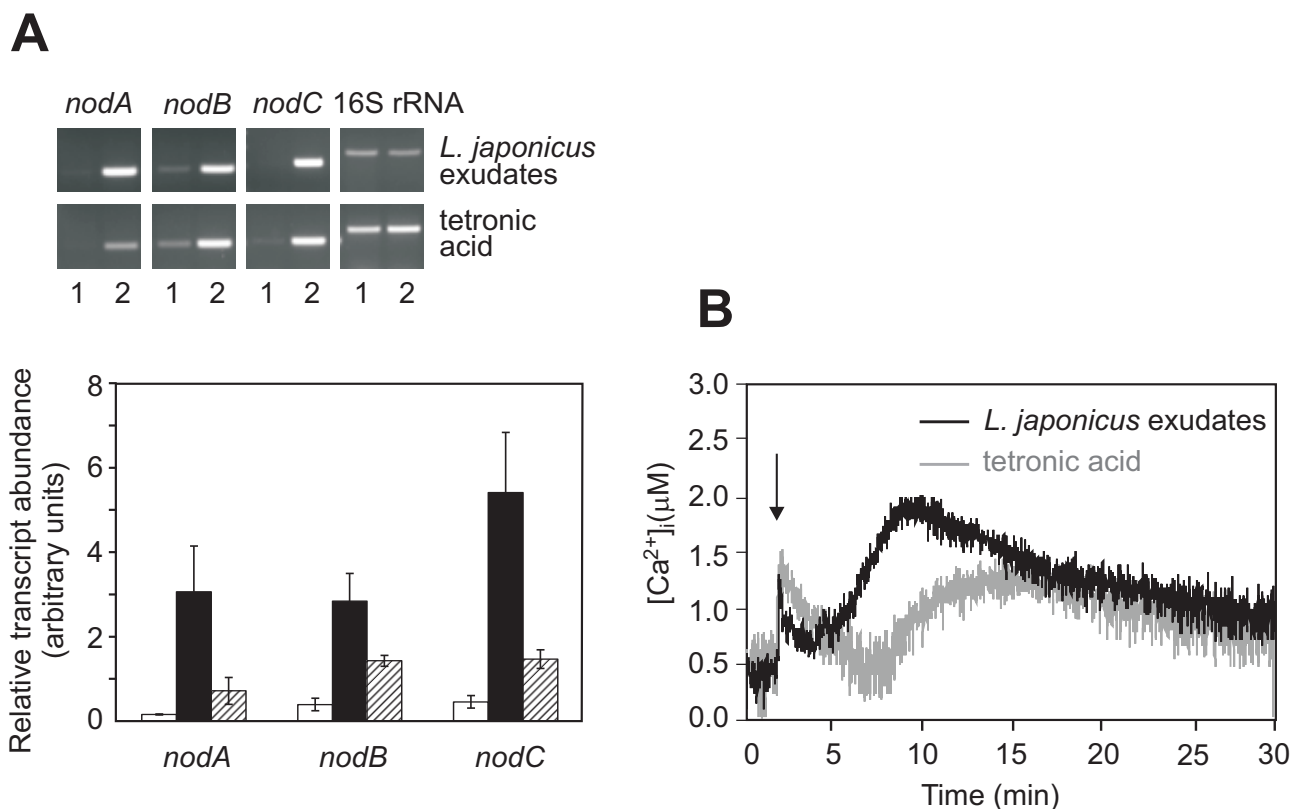 A
nodA nodB nodC 16S rRNA
L. japonicus
exudates
tetronic
acid
1 2 1 2 1 2 1 2
Relative transcript abundance
(arbitrary units)
8
6
4
2
0
nodA nodB nodC
B
[Ca²⁺]ᵢ(μM)
3.0
2.5
2.0
1.5
1.0
0.5
0.0
L. japonicus exudates
tetronic acid
0 5 10 15 20 25 30
Time (min)